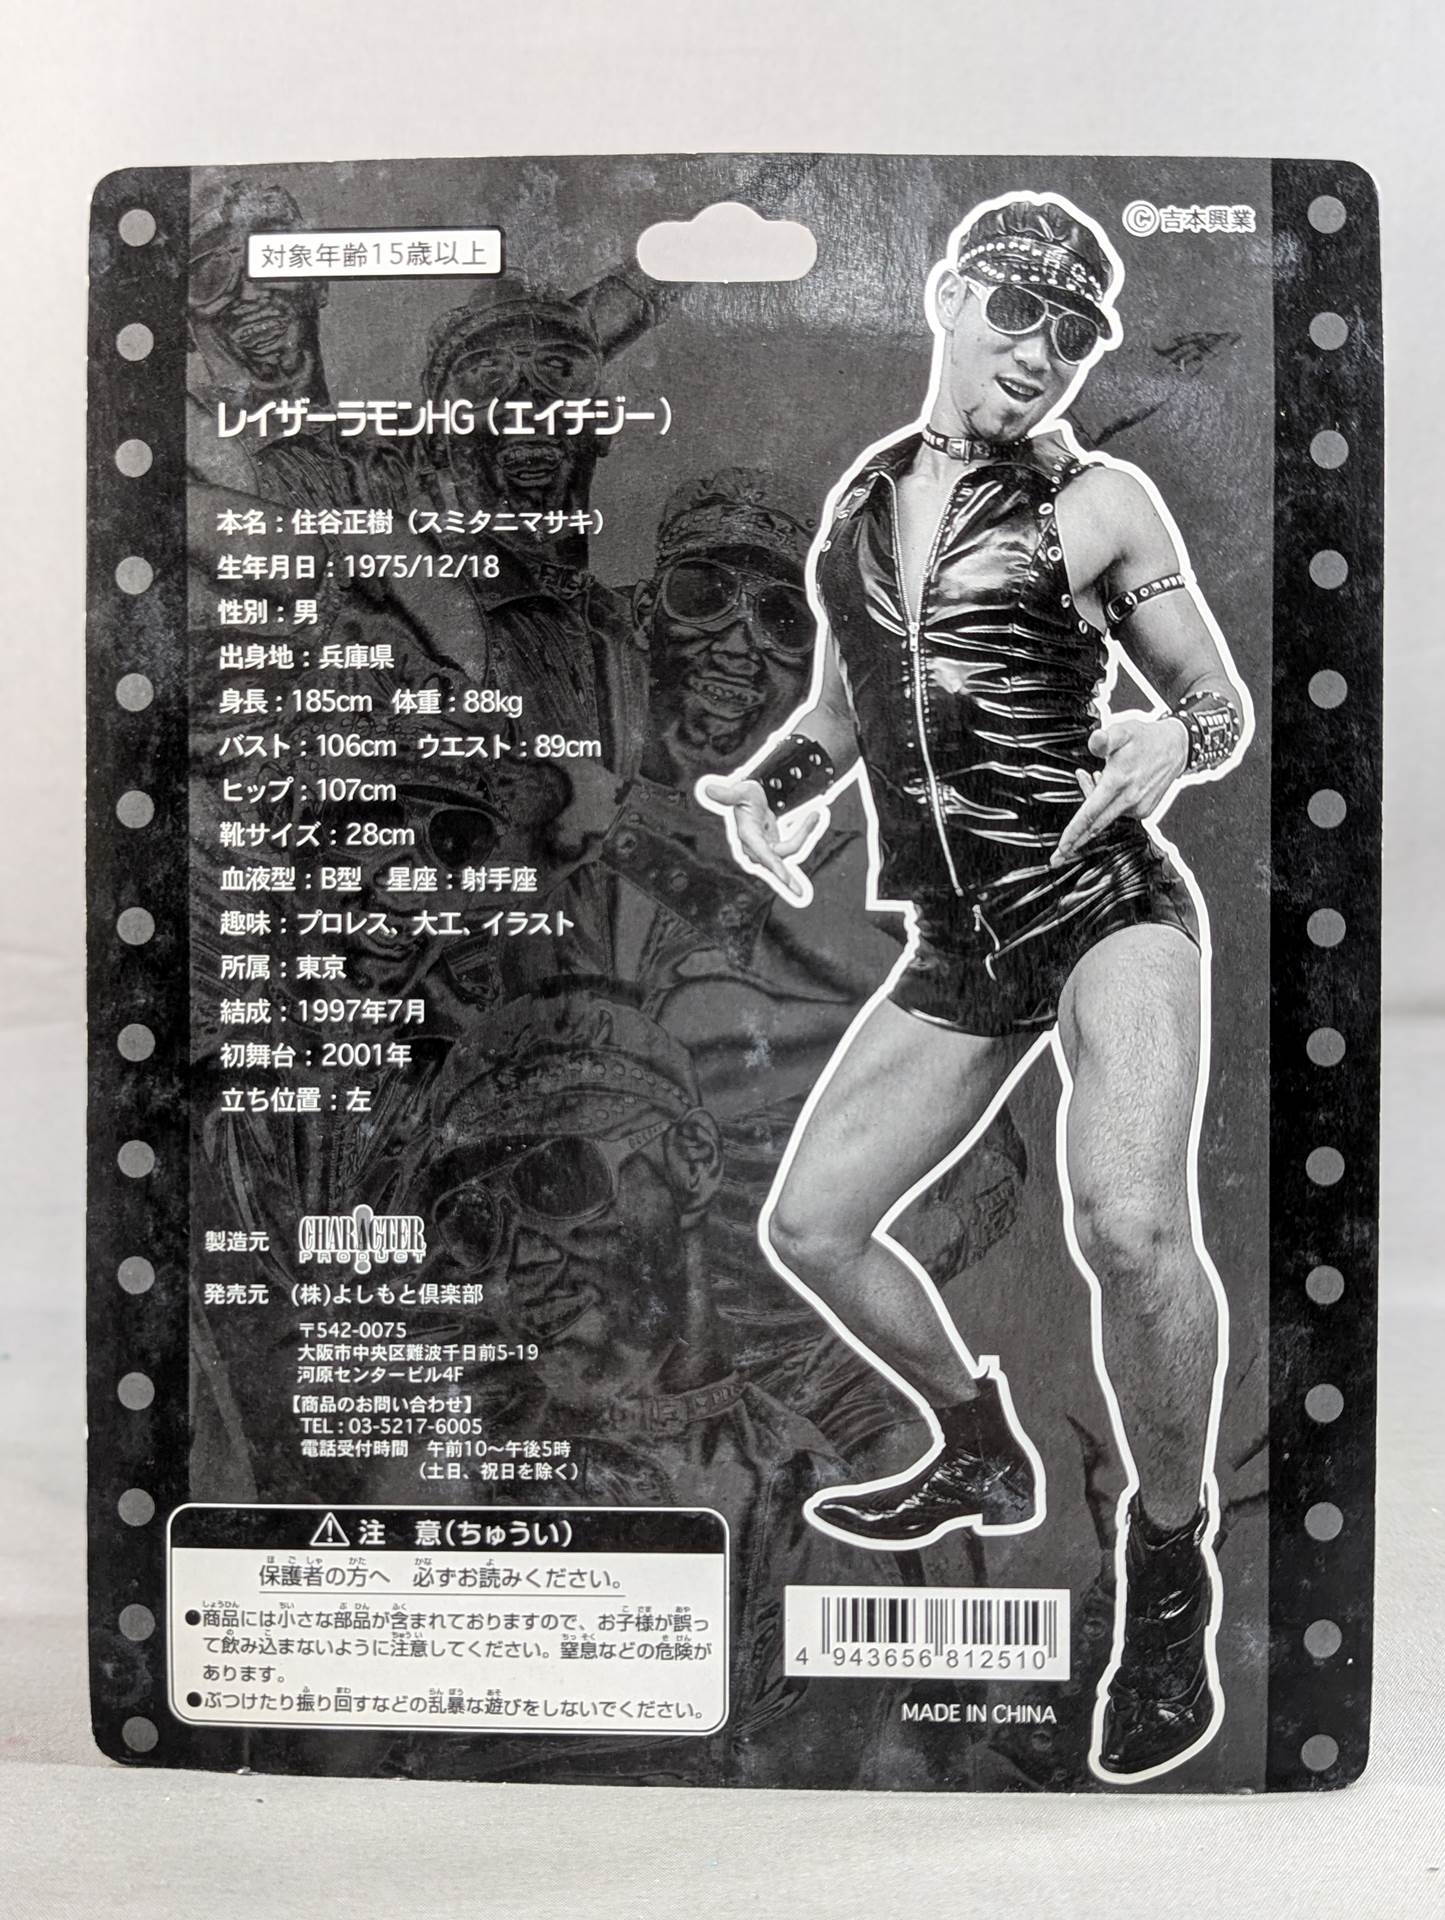 対象年齢15歳以上
©吉本興業
レイザーラモンHG(エイチジー)
本名:住谷正樹(スミタニマサキ)
生年月日:1975/12/18
性別:男
出身地:兵庫県
身長:185cm 体重:88kg
バスト:106cm ウエスト:89cm
ヒップ:107cm
靴サイズ:28cm
血液型:B型 星座:射手座
趣味:プロレス、大工、イラスト
所属:東京
結成:1997年7月
初舞台:2001年
立ち位置:左
製造元 CHARACTER PRODUCT
発売元 (株)よしもと倶楽部
〒542-0075
大阪市中央区難波千日前5-19
河原センタービル4F
【商品のお問い合わせ】
TEL:03-5217-6005
電話受付時間 午前10〜午後5時
(土日、祝日を除く)
⚠注 意(ちゅうい)
保護者の方へ 必ずお読みください。
●商品には小さな部品が含まれておりますので、お子様が誤っ
て飲み込まないように注意してください。窒息などの危険が
あります。
●ぶつけたり振り回すなどの乱暴な遊びをしないでください。
4 943656 812510
MADE IN CHINA